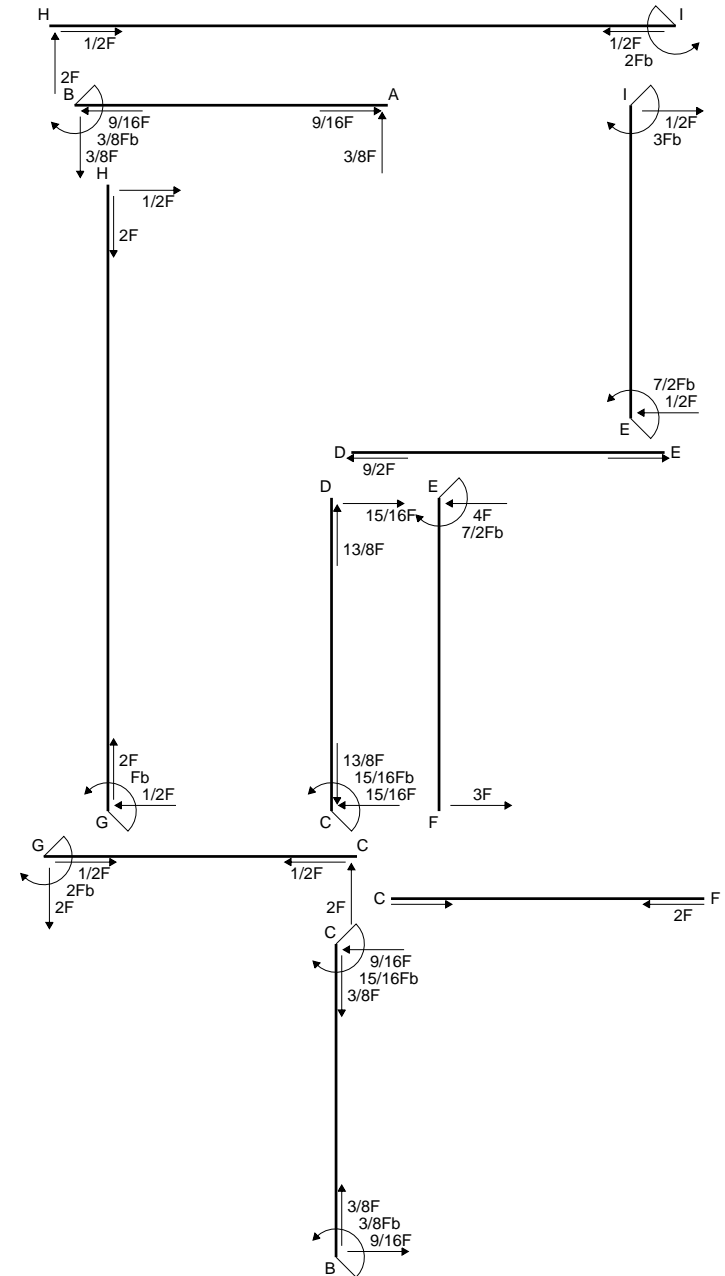 H I
1/2F 1/2F
2Fb
2F
B A
9/16F 9/16F
3/8Fb
3/8F 3/8F
I
1/2F
3Fb
H
1/2F
2F
7/2Fb
1/2F
E
D E
9/2F
D E
15/16F 4F
7/2Fb
13/8F
2F
Fb
1/2F
G
13/8F
15/16Fb
15/16F
C
3F
F
G C
1/2F 1/2F
2Fb
2F 2F
C F
2F
C
9/16F
15/16Fb
3/8F
3/8F
3/8Fb
9/16F
B